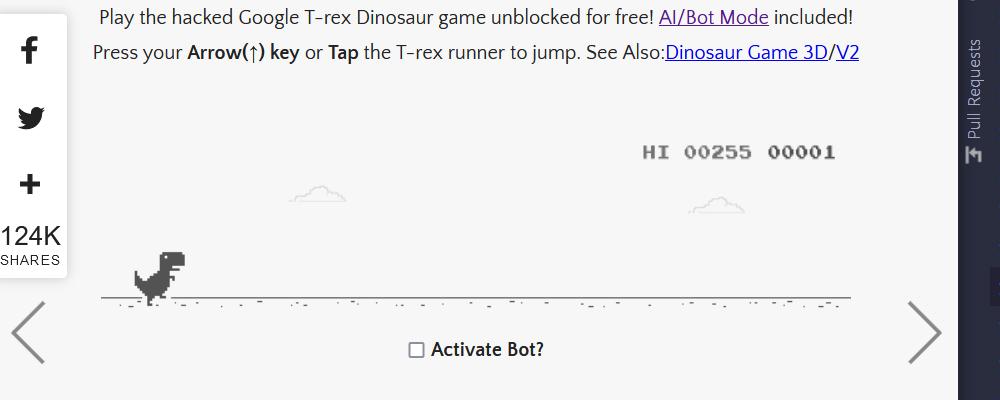 Play the hacked Google T-rex Dinosaur game unblocked for free! AI/Bot Mode included!
Press your Arrow(↑) key or Tap the T-rex runner to jump. See Also:Dinosaur Game 3D/V2
124K
SHARES
HI 00255 00001
Activate Bot?
Pull Requests